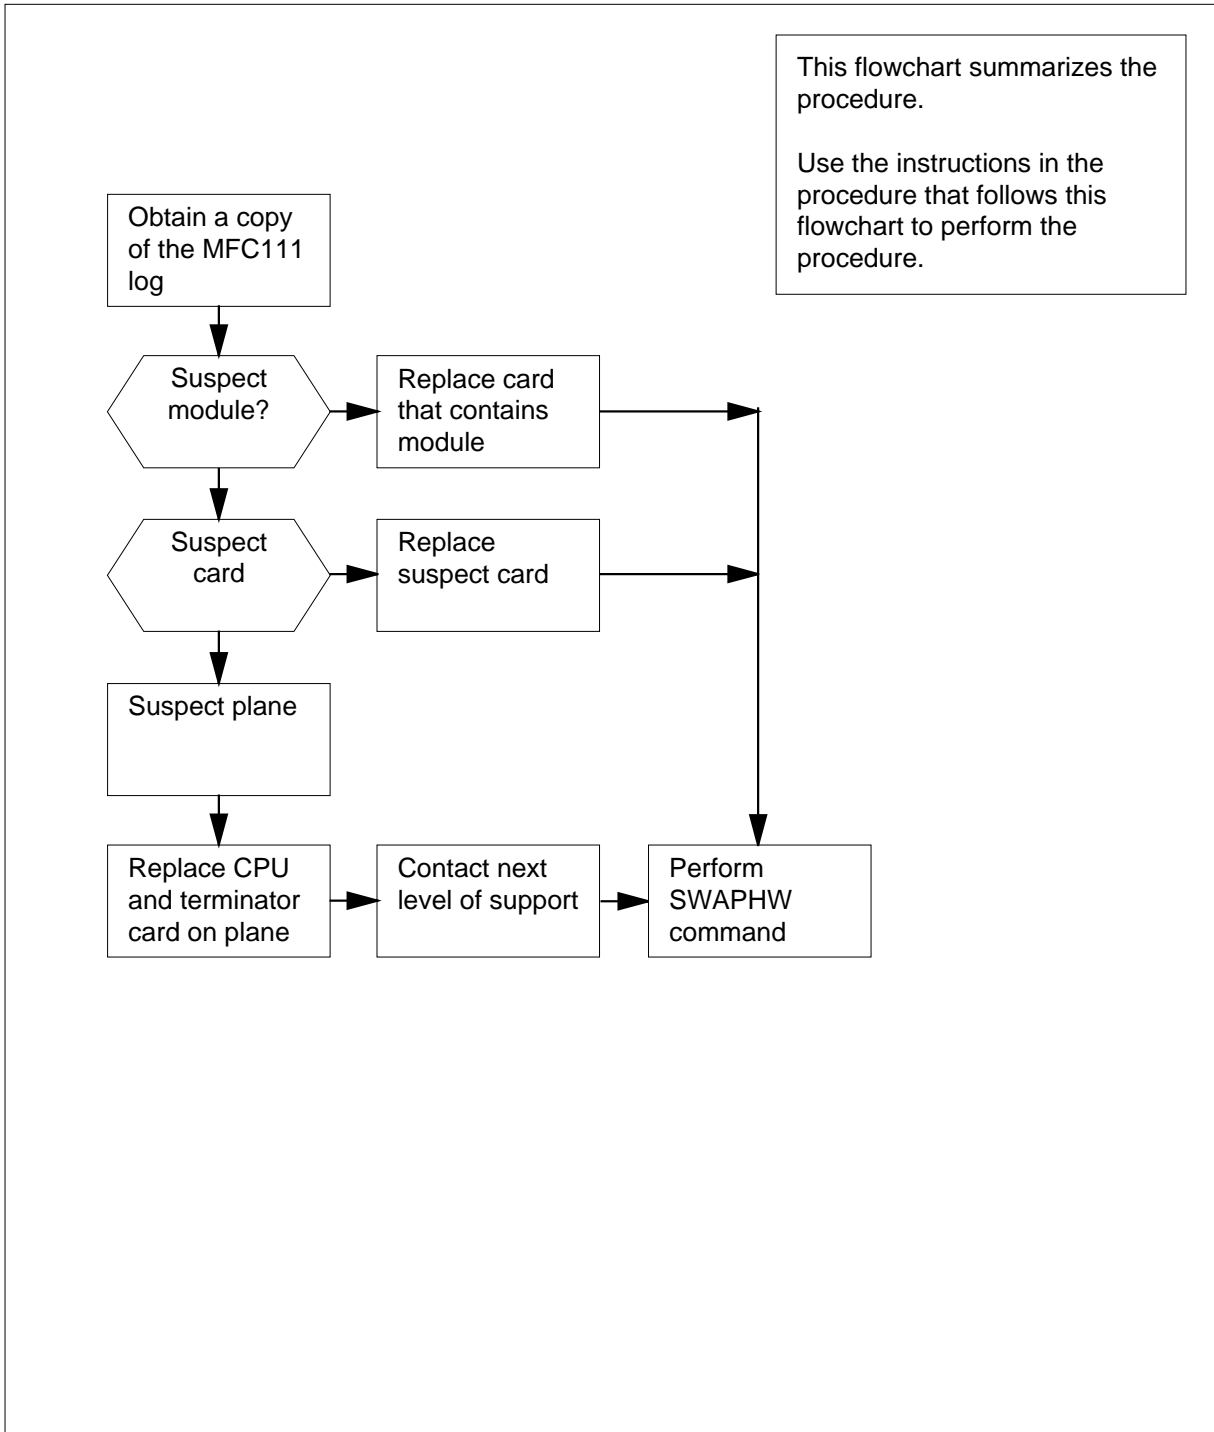 This flowchart summarizes the
procedure.
Use the instructions in the
procedure that follows this
flowchart to perform the
procedure.
Obtain a copy
of the MFC111
log
Suspect
module?
Replace card
that contains
module
Suspect
card
Replace
suspect card
Suspect plane
Replace CPU
and terminator
card on plane
Contact next
level of support
Perform
SWAPHW
command